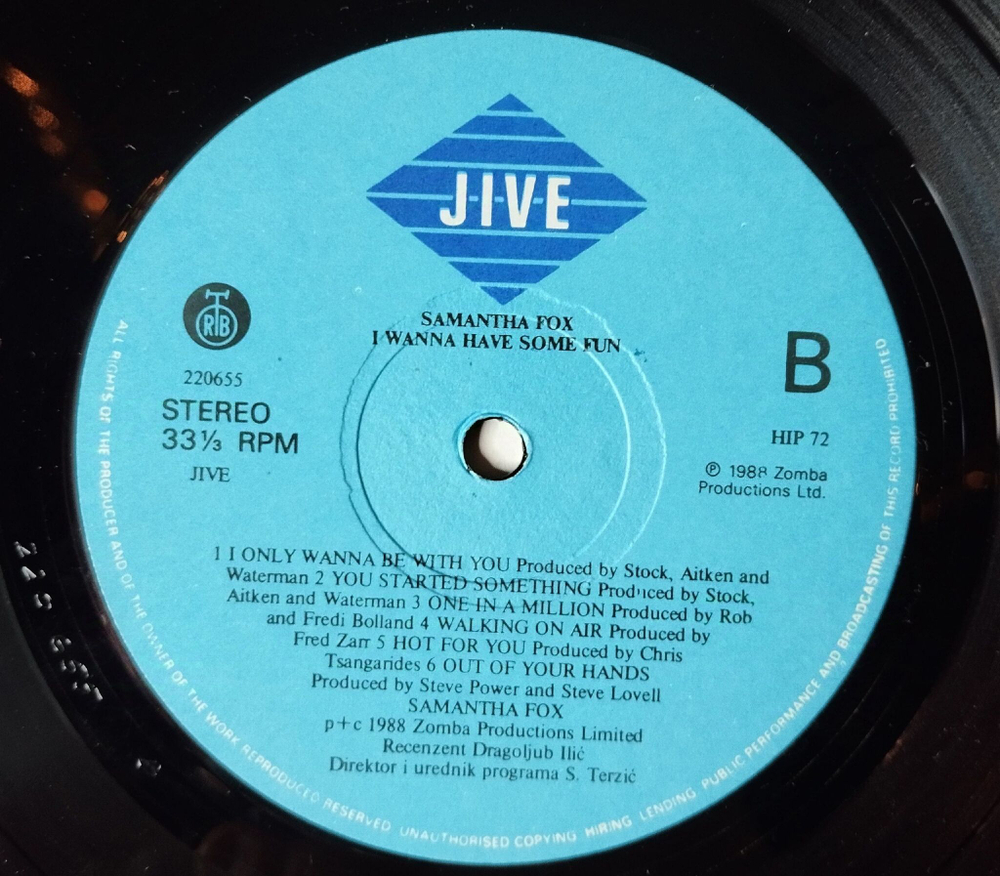 JIVE
SAMANTHA FOX
I WANNA HAVE SOME FUN
RTB
220655
STEREO
33⅓ RPM
JIVE
B
HIP 72
℗ 1988 Zomba
Productions Ltd.
1 I ONLY WANNA BE WITH YOU Produced by Stock, Aitken and
Waterman 2 YOU STARTED SOMETHING Produced by Stock,
Aitken and Waterman 3 ONE IN A MILLION Produced by Rob
and Fredi Bolland 4 WALKING ON AIR Produced by
Fred Zarr 5 HOT FOR YOU Produced by Chris
Tsangarides 6 OUT OF YOUR HANDS
Produced by Steve Power and Steve Lovell
SAMANTHA FOX
p+c 1988 Zomba Productions Limited
Recenzent Dragoljub Ilić
Direktor i urednik programa S. Terzić
ALL RIGHTS OF THE PRODUCER AND OF THE OWNER OF THE WORK REPRODUCED RESERVED UNAUTHORISED COPYING HIRING LENDING PUBLIC PERFORMANCE AND BROADCASTING OF THIS RECORD PROHIBITED